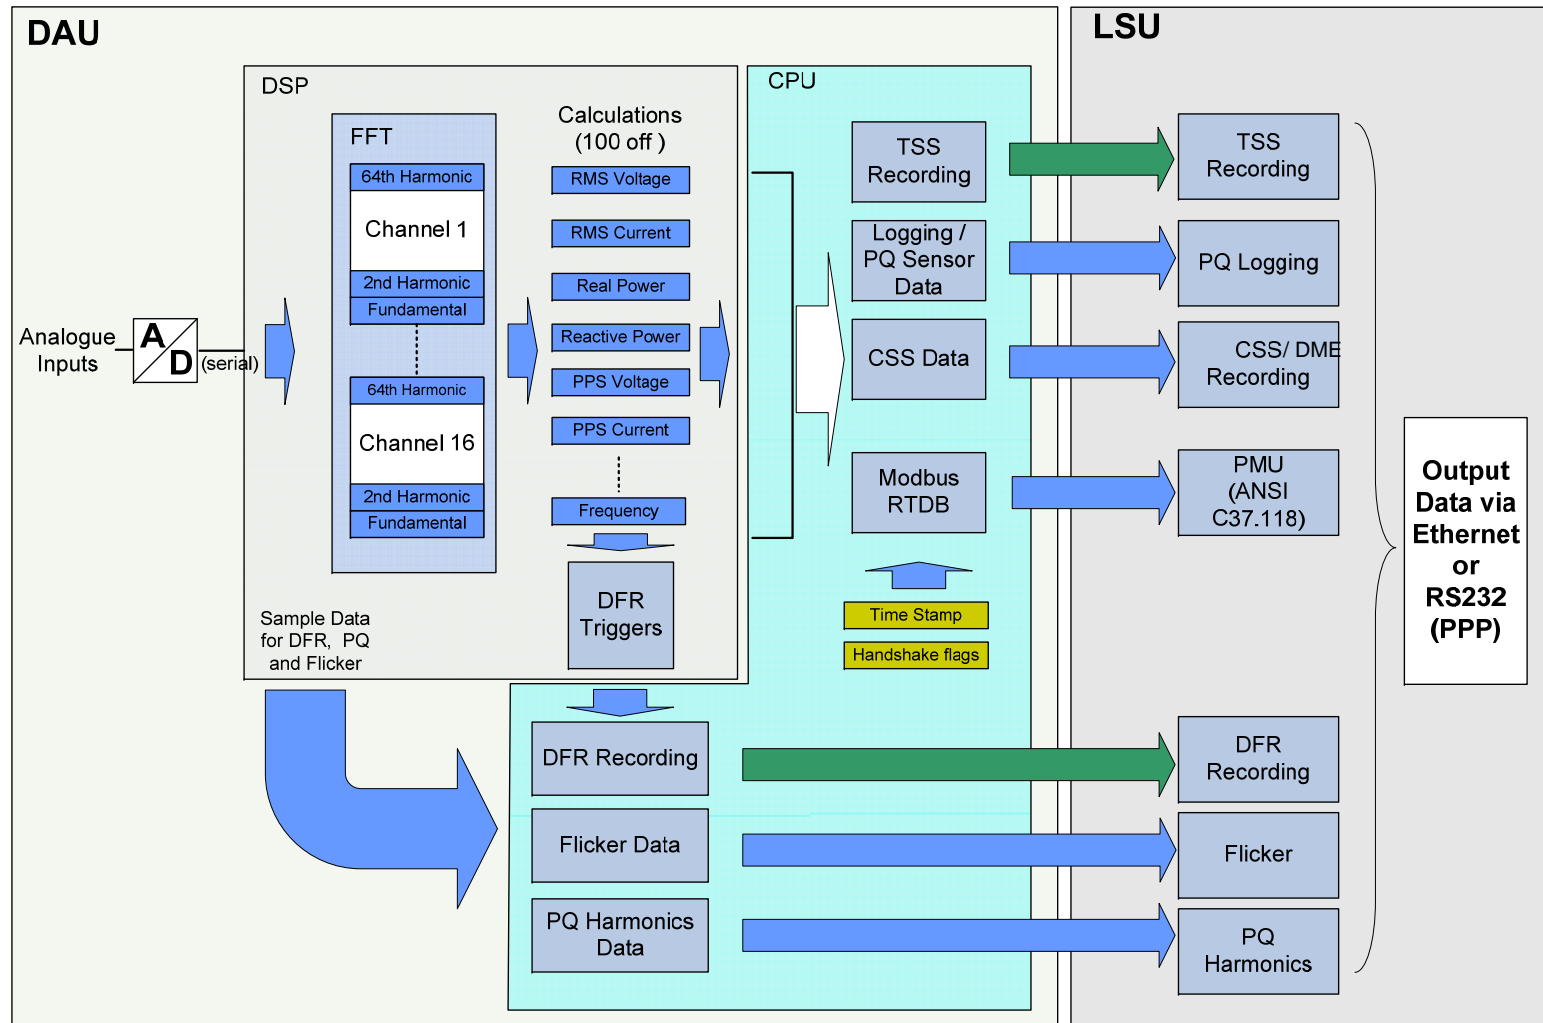 DAU
LSU
DSP
CPU
FFT
Calculations
(100 off )
64th Harmonic
Channel 1
2nd Harmonic
Fundamental
64th Harmonic
Channel 16
2nd Harmonic
Fundamental
Analogue
Inputs
A
D
(serial)
RMS Voltage
RMS Current
Real Power
Reactive Power
PPS Voltage
PPS Current
Frequency
DFR
Triggers
Sample Data
for DFR, PQ
and Flicker
TSS
Recording
Logging /
PQ Sensor
Data
CSS Data
Modbus
RTDB
Time Stamp
Handshake flags
DFR Recording
Flicker Data
PQ Harmonics
Data
TSS
Recording
PQ Logging
CSS/ DME
Recording
PMU
(ANSI
C37.118)
DFR
Recording
Flicker
PQ
Harmonics
Output
Data via
Ethernet
or
RS232
(PPP)